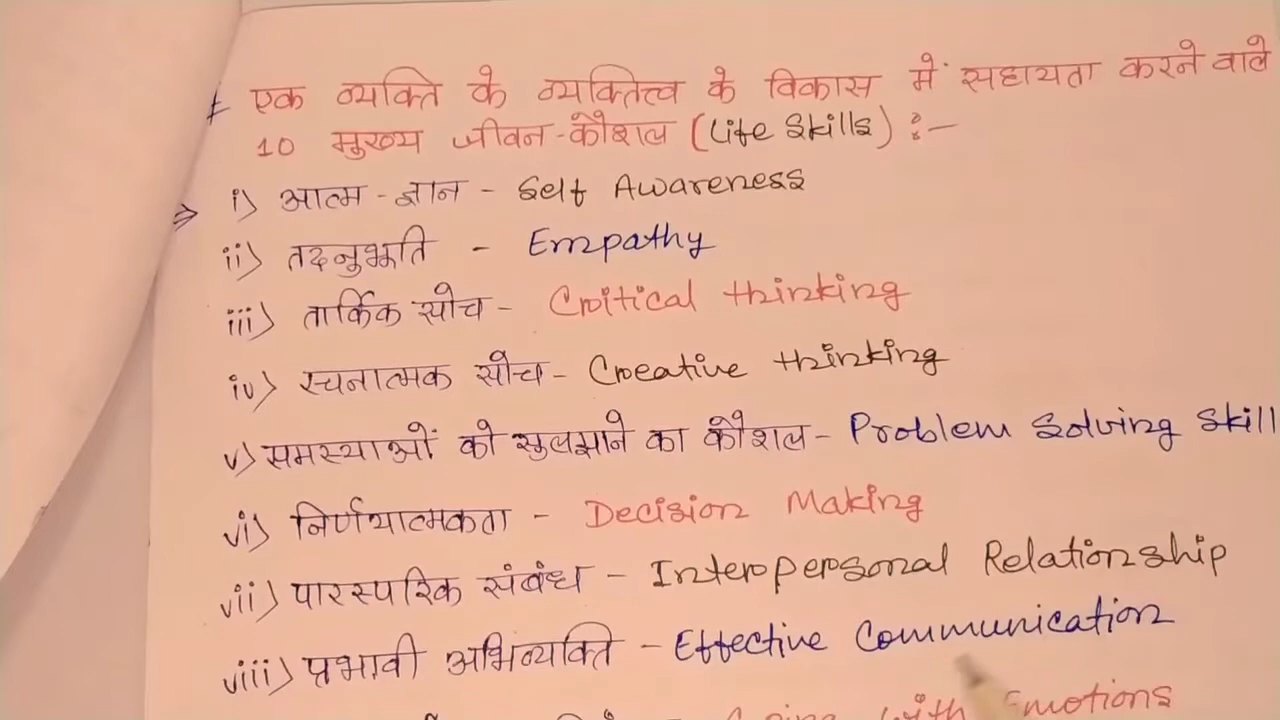 * एक व्यक्ति के व्यक्तित्त्व के विकास में सहायता करने वाले
10 मुख्य जीवन-कौशल (Life Skills) :-
⇒ i) आत्म-ज्ञान - Self Awareness
ii) तदनुभूति - Empathy
iii) तार्किक सोच - Critical thinking
iv) रचनात्मक सोच - Creative thinking
v) समस्याओं को सुलझाने का कौशल - Problem Solving Skill
vi) निर्णयात्मकता - Decision Making
vii) पारस्परिक संबंध - Interpersonal Relationship
viii) प्रभावी अभिव्यक्ति - Effective Communication
with Emotions